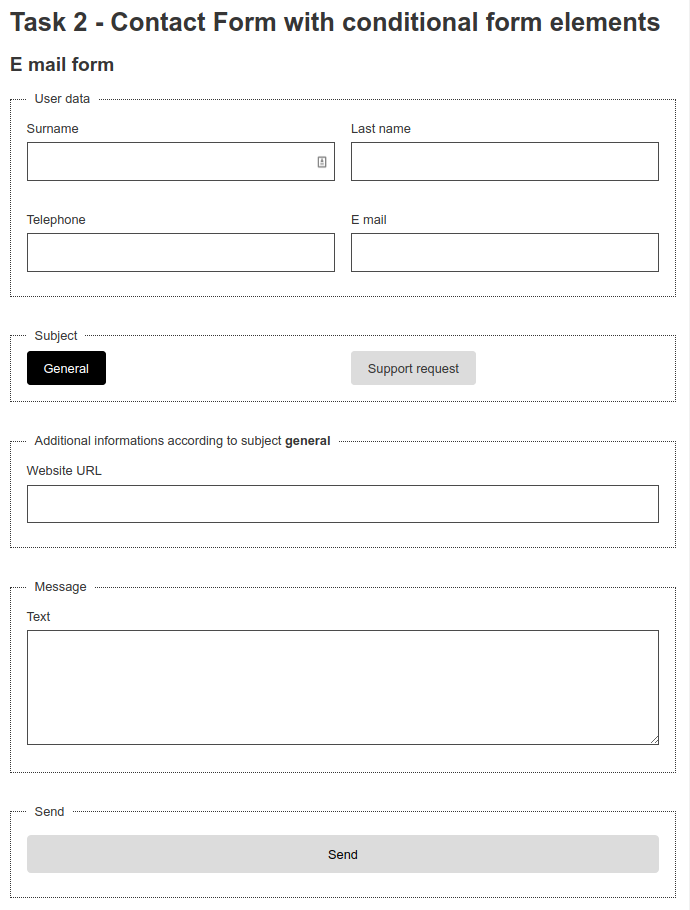 Task 2 - Contact Form with conditional form elements
E mail form
User data
Surname
Last name
Telephone
E mail
Subject
General
Support request
Additional informations according to subject general
Website URL
Message
Text
Send
Send